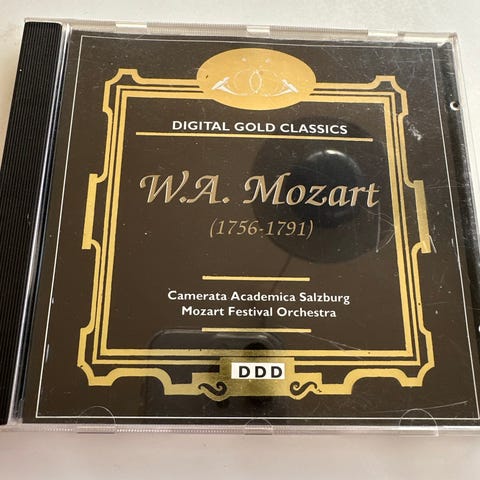 DIGITAL GOLD CLASSICS
W.A. Mozart
(1756-1791)
Camerata Academica Salzburg
Mozart Festival Orchestra
DDD